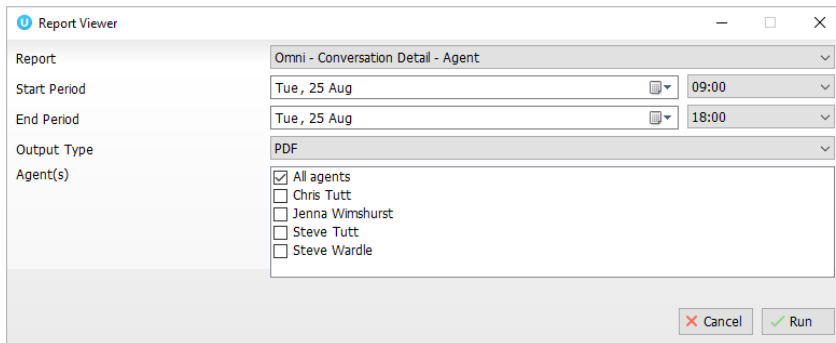 Report Viewer
Report Omni - Conversation Detail - Agent
Start Period Tue, 25 Aug 09:00
End Period Tue, 25 Aug 18:00
Output Type PDF
Agent(s) All agents
Chris Tutt
Jenna Wimshurst
Steve Tutt
Steve Wardle
Cancel Run